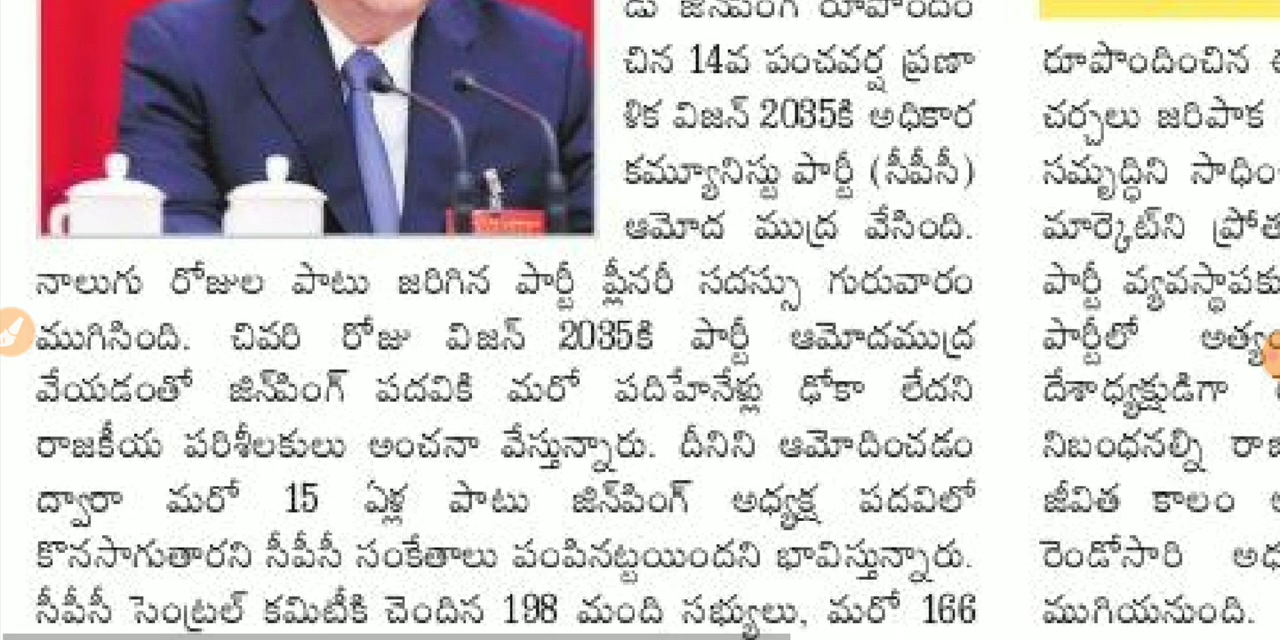 డు జిన్‌పింగ్ రూపొందిం
చిన 14వ పంచవర్ష ప్రణా
ళిక విజన్ 2035కి అధికార
కమ్యూనిస్టు పార్టీ (సీపీసీ)
ఆమోద ముద్ర వేసింది.
నాలుగు రోజుల పాటు జరిగిన పార్టీ ప్లీనరీ సదస్సు గురువారం
ముగిసింది. చివరి రోజు విజన్ 2035కి పార్టీ ఆమోదముద్ర
వేయడంతో జిన్‌పింగ్ పదవికి మరో పదిహేనేళ్లు ఢోకా లేదని
రాజకీయ పరిశీలకులు అంచనా వేస్తున్నారు. దీనిని ఆమోదించడం
ద్వారా మరో 15 ఏళ్ల పాటు జిన్‌పింగ్ అధ్యక్ష పదవిలో
కొనసాగుతారని సీపీసీ సంకేతాలు పంపినట్టయిందని భావిస్తున్నారు.
సీపీసీ సెంట్రల్ కమిటీకి చెందిన 198 మంది సభ్యులు, మరో 166
రూపొందించిన
చర్చలు జరిపాక
సమృద్ధిని సాధిం
మార్కెట్‌ని ప్రోత
పార్టీ వ్యవస్థాపకు
పార్టీలో అత్యం
దేశాధ్యక్షుడిగా
నిబంధనల్ని రాజ
జీవిత కాలం
రెండోసారి అధ్య
ముగియనుంది.